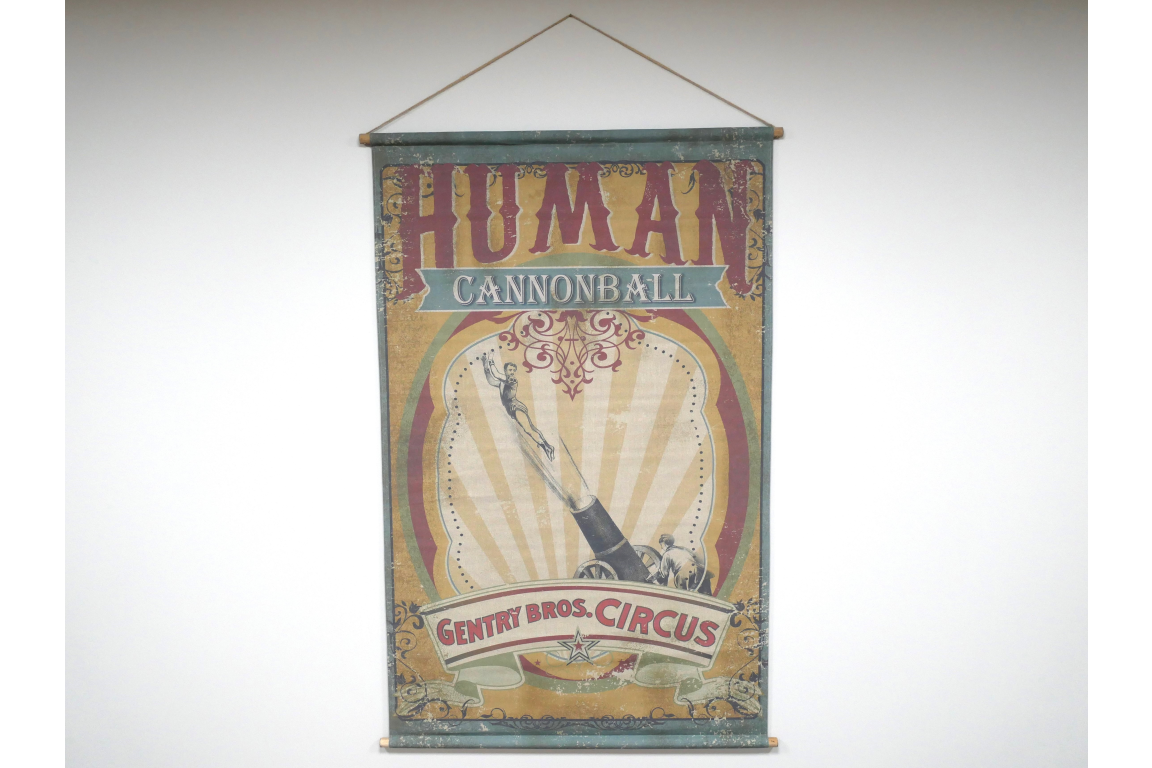 HUMAN
CANNONBALL
GENTRY BROS. CIRCUS